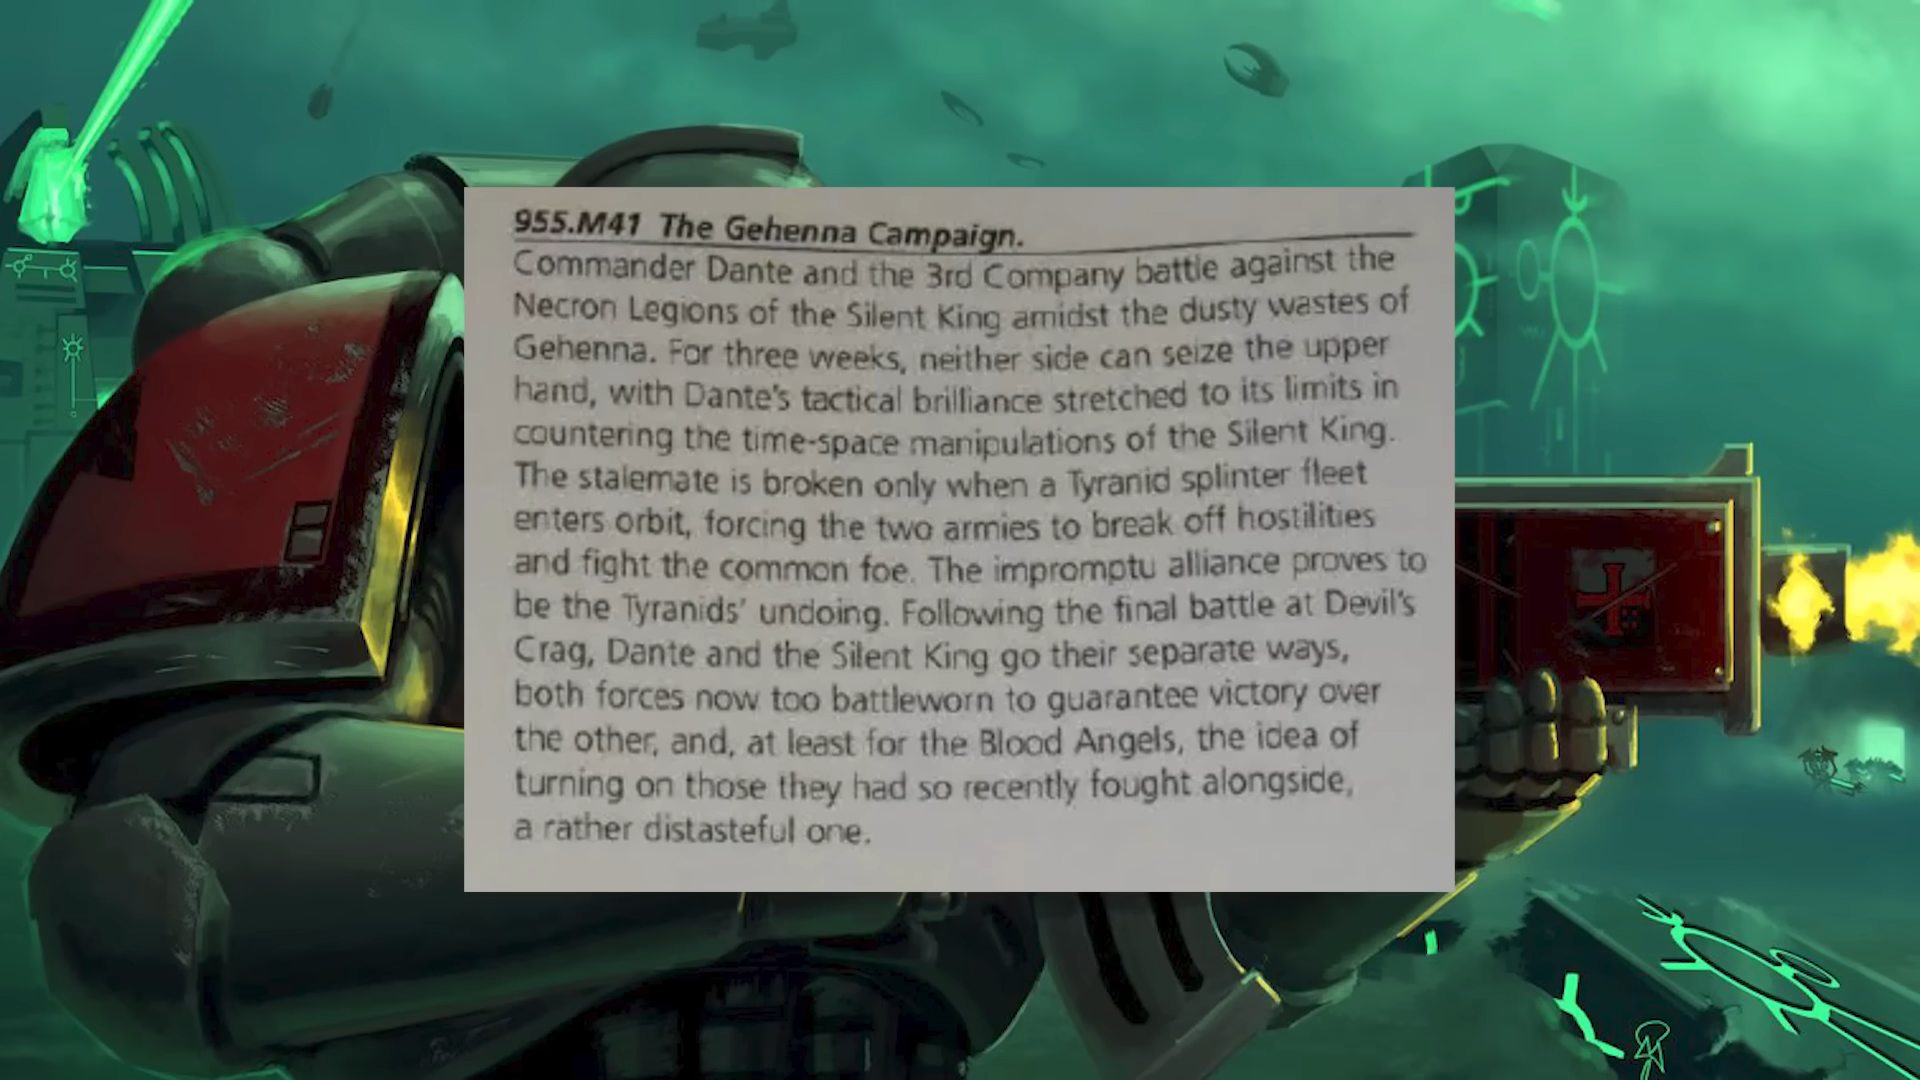 955.M41 The Gehenna Campaign.
Commander Dante and the 3rd Company battle against the
Necron Legions of the Silent King amidst the dusty wastes of
Gehenna. For three weeks, neither side can seize the upper
hand, with Dante's tactical brilliance stretched to its limits in
countering the time-space manipulations of the Silent King.
The stalemate is broken only when a Tyranid splinter fleet
enters orbit, forcing the two armies to break off hostilities
and fight the common foe. The impromptu alliance proves to
be the Tyranids' undoing. Following the final battle at Devil's
Crag, Dante and the Silent King go their separate ways,
both forces now too battleworn to guarantee victory over
the other, and, at least for the Blood Angels, the idea of
turning on those they had so recently fought alongside,
a rather distasteful one.